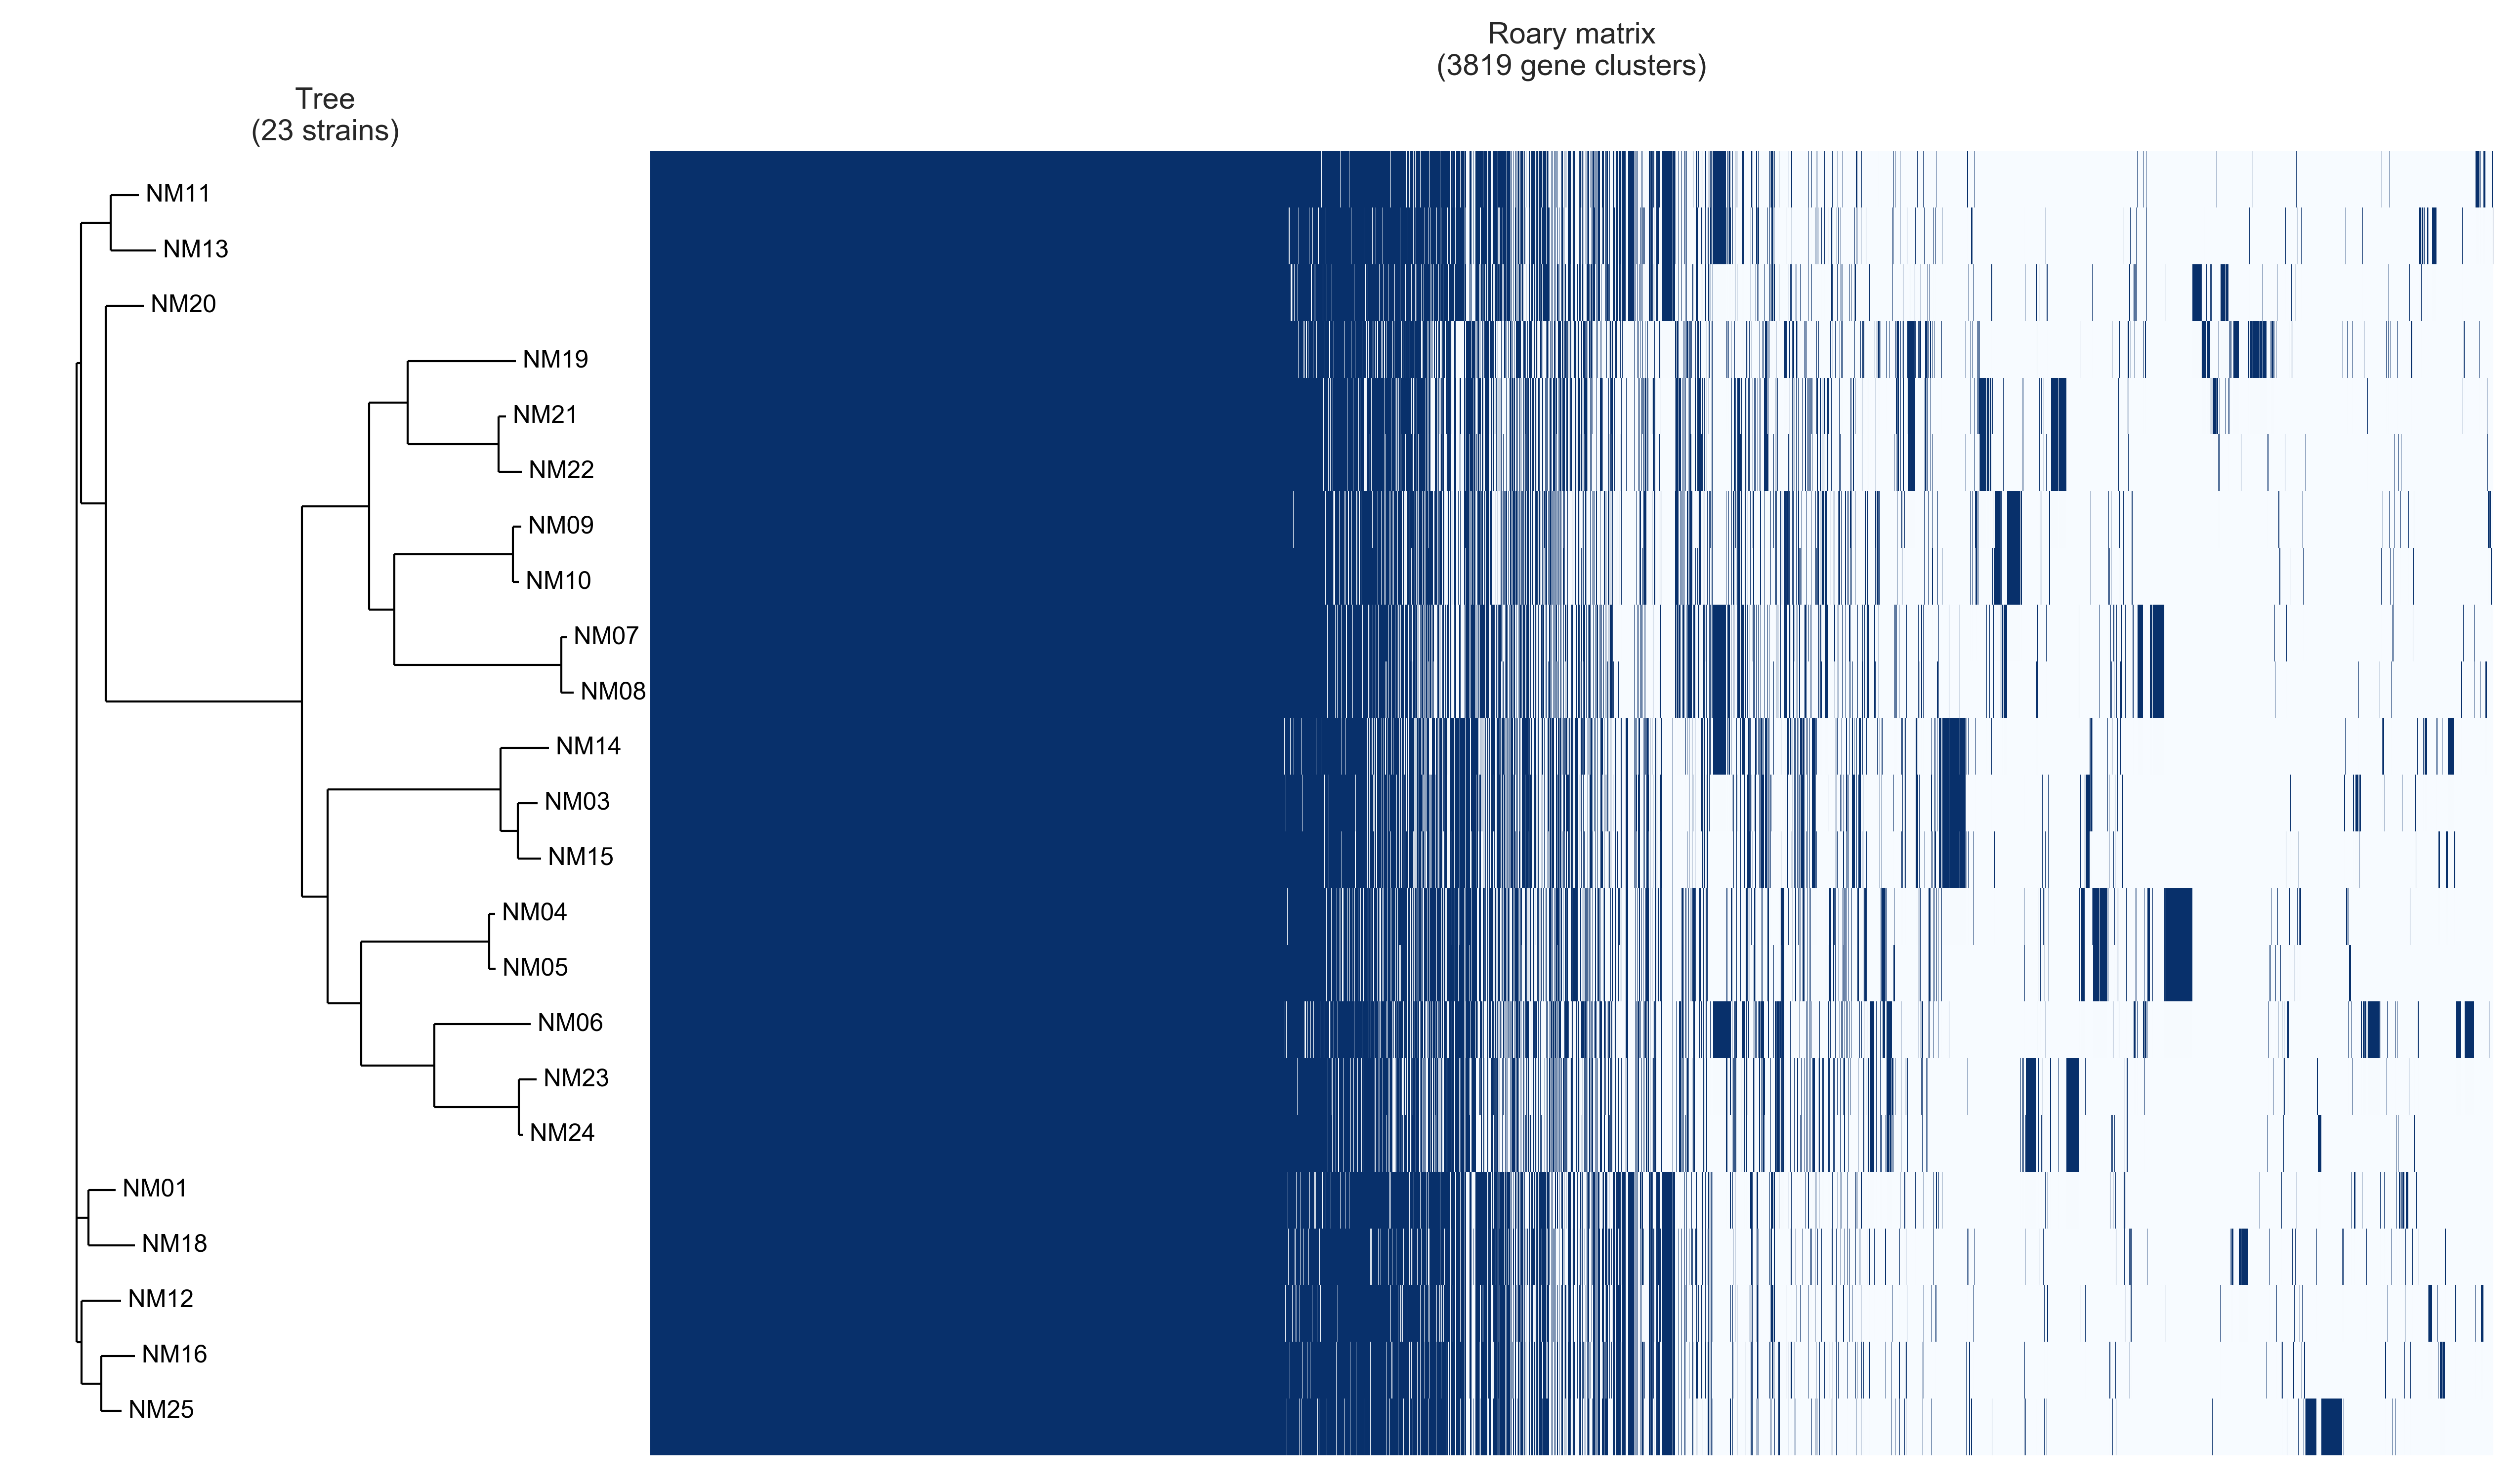 Roary matrix
(3819 gene clusters)
Tree
(23 strains)
NM11
NM13
NM20
NM19
NM21
NM22
NM09
NM10
NM07
NM08
NM14
NM03
NM15
NM04
NM05
NM06
NM23
NM24
NM01
NM18
NM12
NM16
NM25